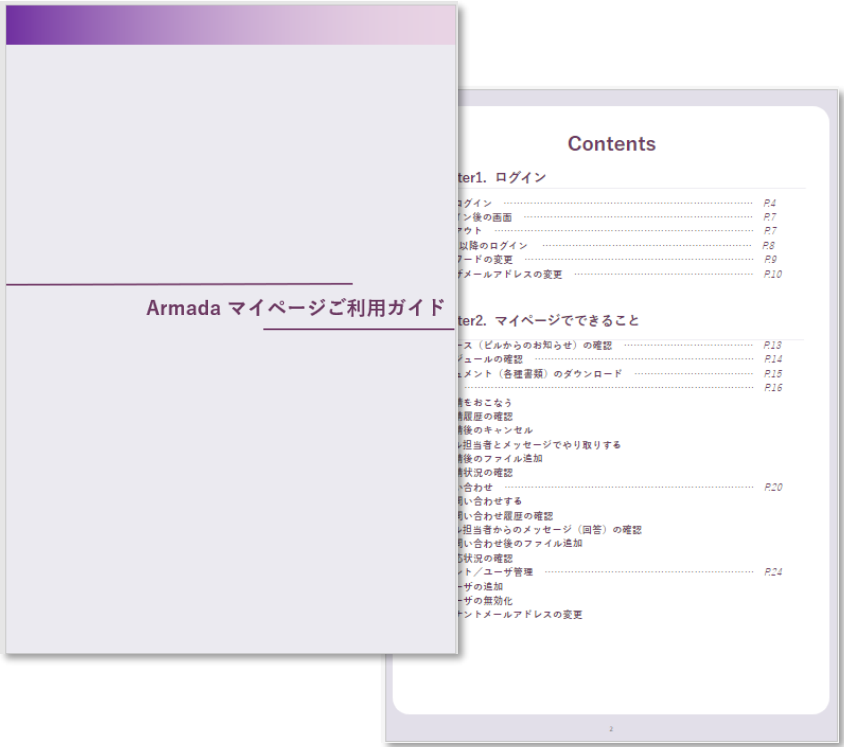 Armada マイページご利用ガイド
Contents
ter1. ログイン
ログイン P.4
ン後の画面 P.7
アウト P.7
以降のログイン P.8
ワードの変更 P.9
ザメールアドレスの変更 P.10
ter2. マイページでできること
ース（ビルからのお知らせ）の確認 P.13
ジュールの確認 P.14
メント（各種書類）のダウンロード P.15
P.16
をおこなう
履歴の確認
後のキャンセル
担当者とメッセージでやり取りする
後のファイル追加
状況の確認
い合わせ P.20
問い合わせする
問い合わせ履歴の確認
担当者からのメッセージ（回答）の確認
問い合わせ後のファイル追加
状況の確認
ント／ユーザ管理 P.24
ーザの追加
ーザの無効化
ナントメールアドレスの変更
2